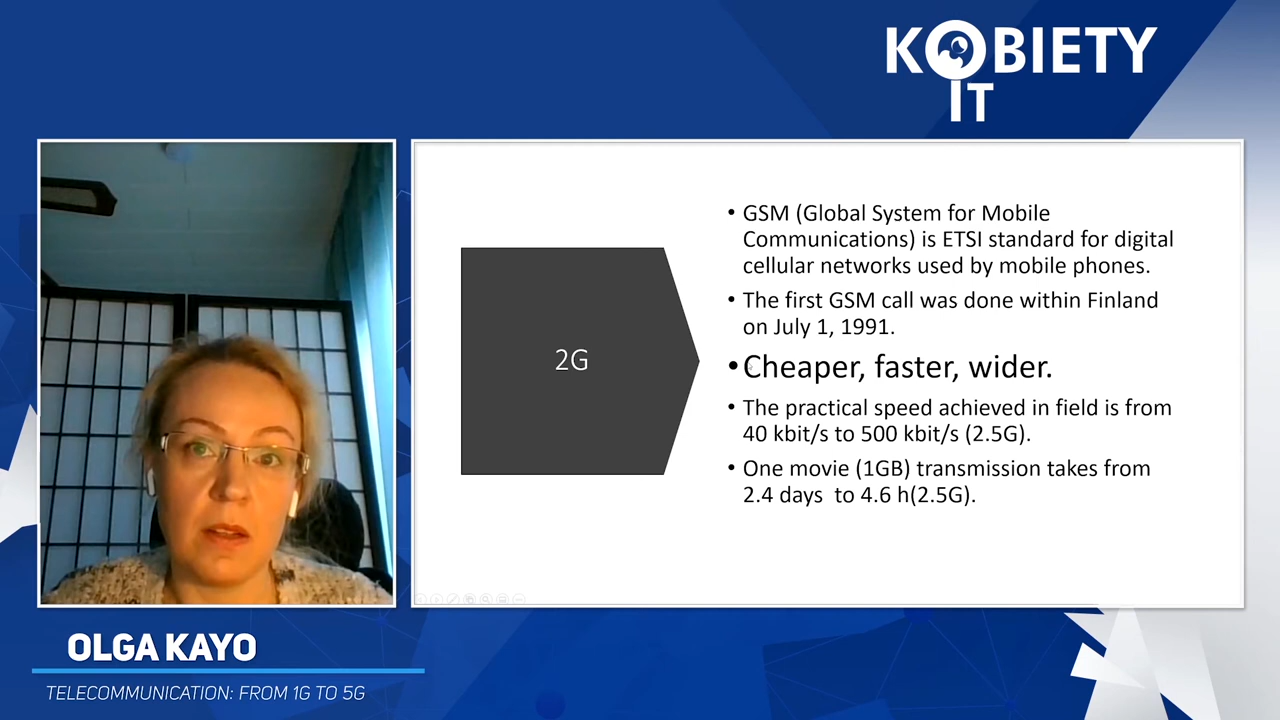 KOBIETY
IT
2G
• GSM (Global System for Mobile
Communications) is ETSI standard for digital
cellular networks used by mobile phones.
• The first GSM call was done within Finland
on July 1, 1991.
• Cheaper, faster, wider.
• The practical speed achieved in field is from
40 kbit/s to 500 kbit/s (2.5G).
• One movie (1GB) transmission takes from
2.4 days  to 4.6 h(2.5G).
OLGA KAYO
TELECOMMUNICATION: FROM 1G TO 5G